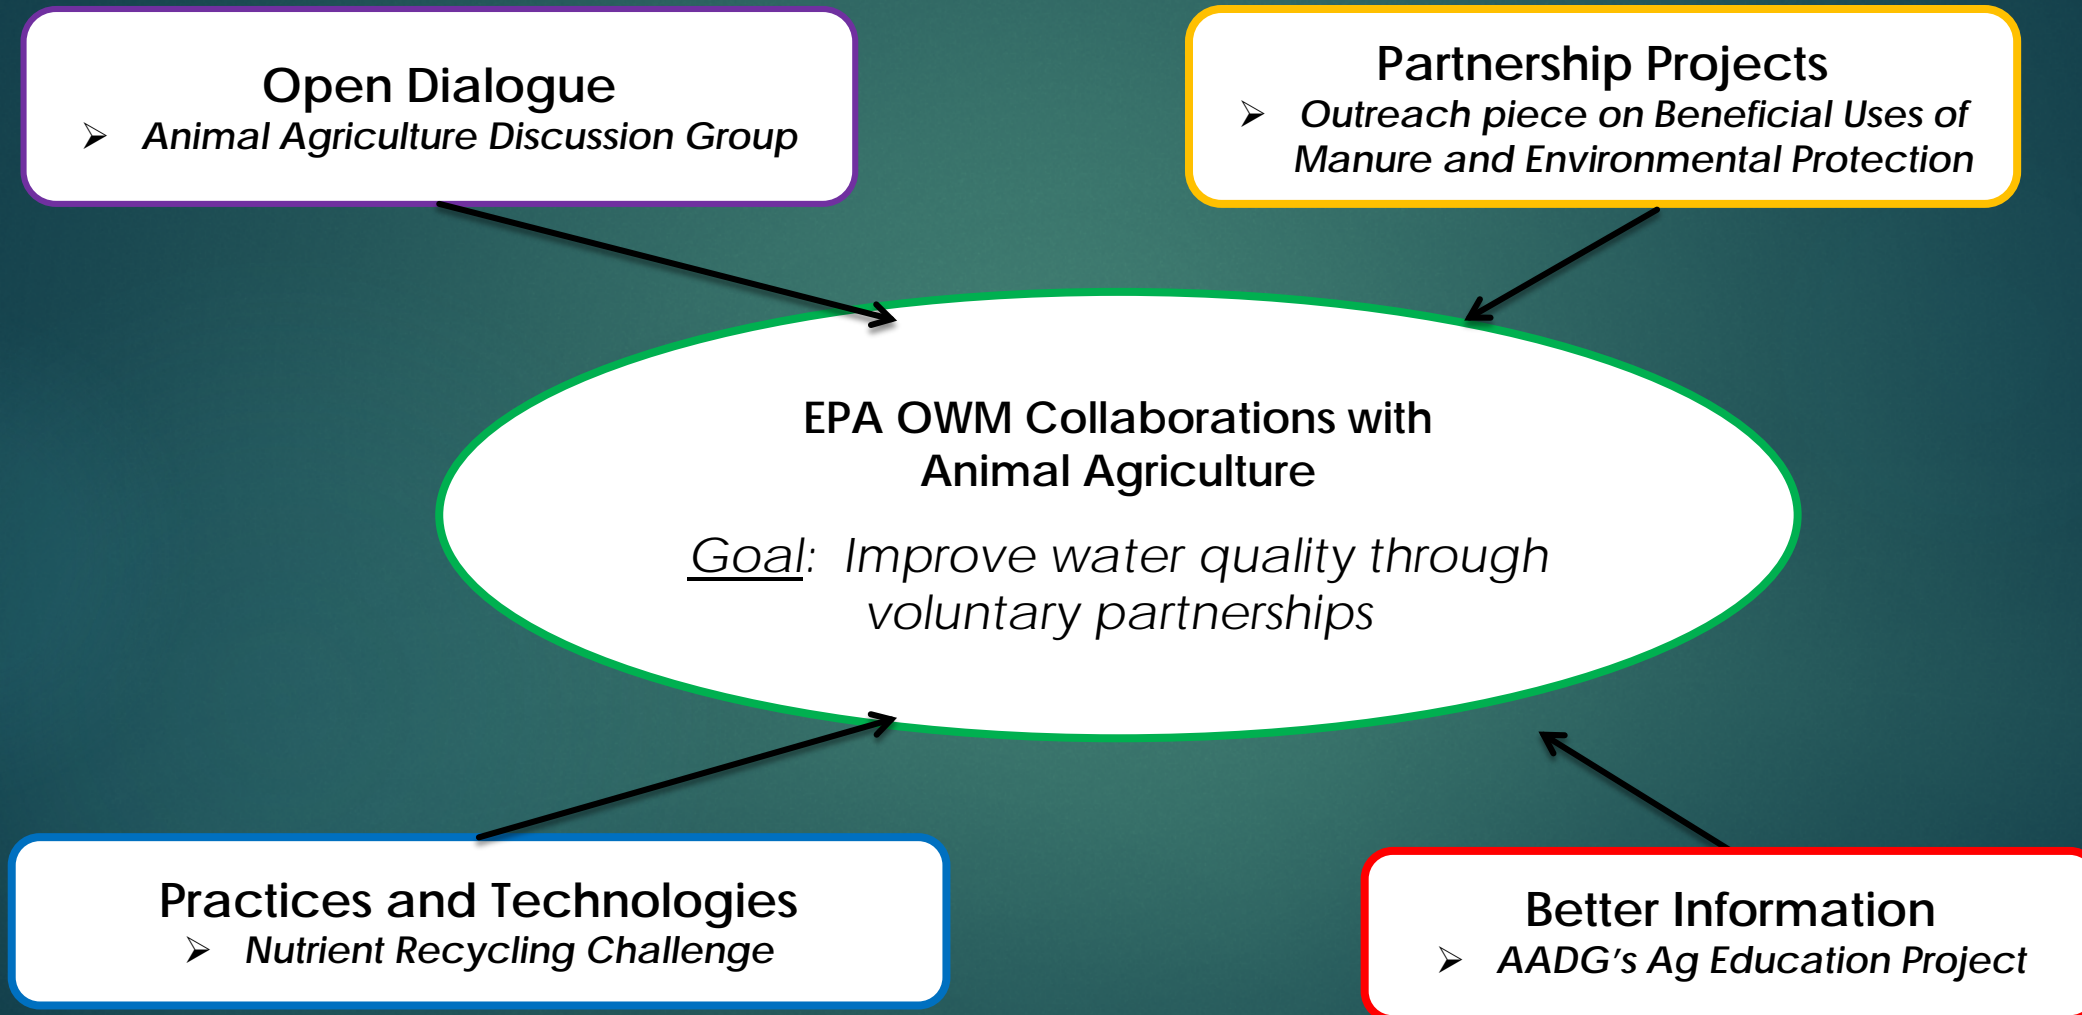 Open Dialogue
➢ Animal Agriculture Discussion Group
Partnership Projects
➢ Outreach piece on Beneficial Uses of
Manure and Environmental Protection
EPA OWM Collaborations with
Animal Agriculture
Goal: Improve water quality through
voluntary partnerships
Practices and Technologies
➢ Nutrient Recycling Challenge
Better Information
➢ AADG’s Ag Education Project